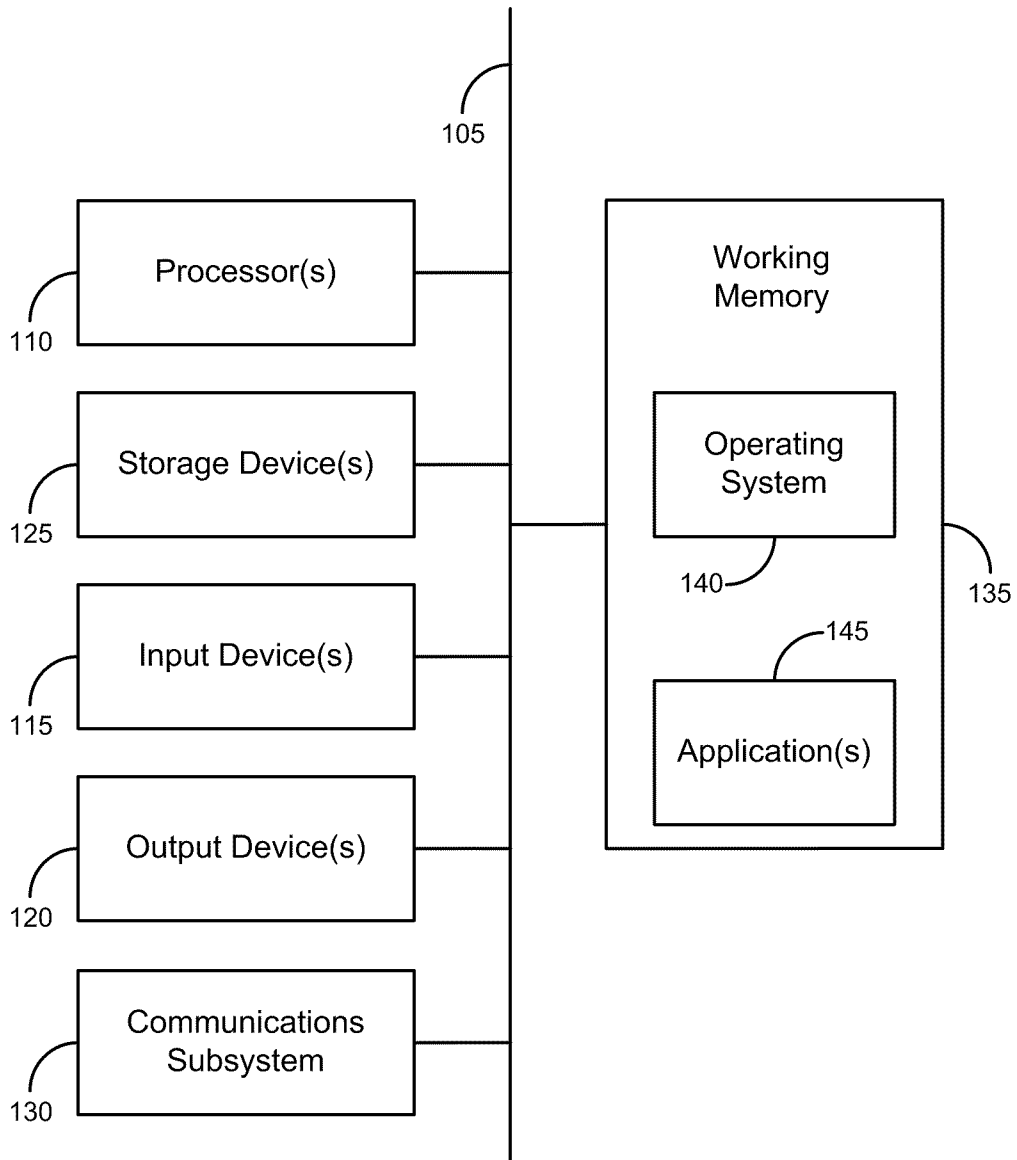 105
Processor(s)
110
Storage Device(s)
125
Input Device(s)
115
Output Device(s)
120
Communications
Subsystem
130
Working
Memory
Operating
System
140
135
145
Application(s)